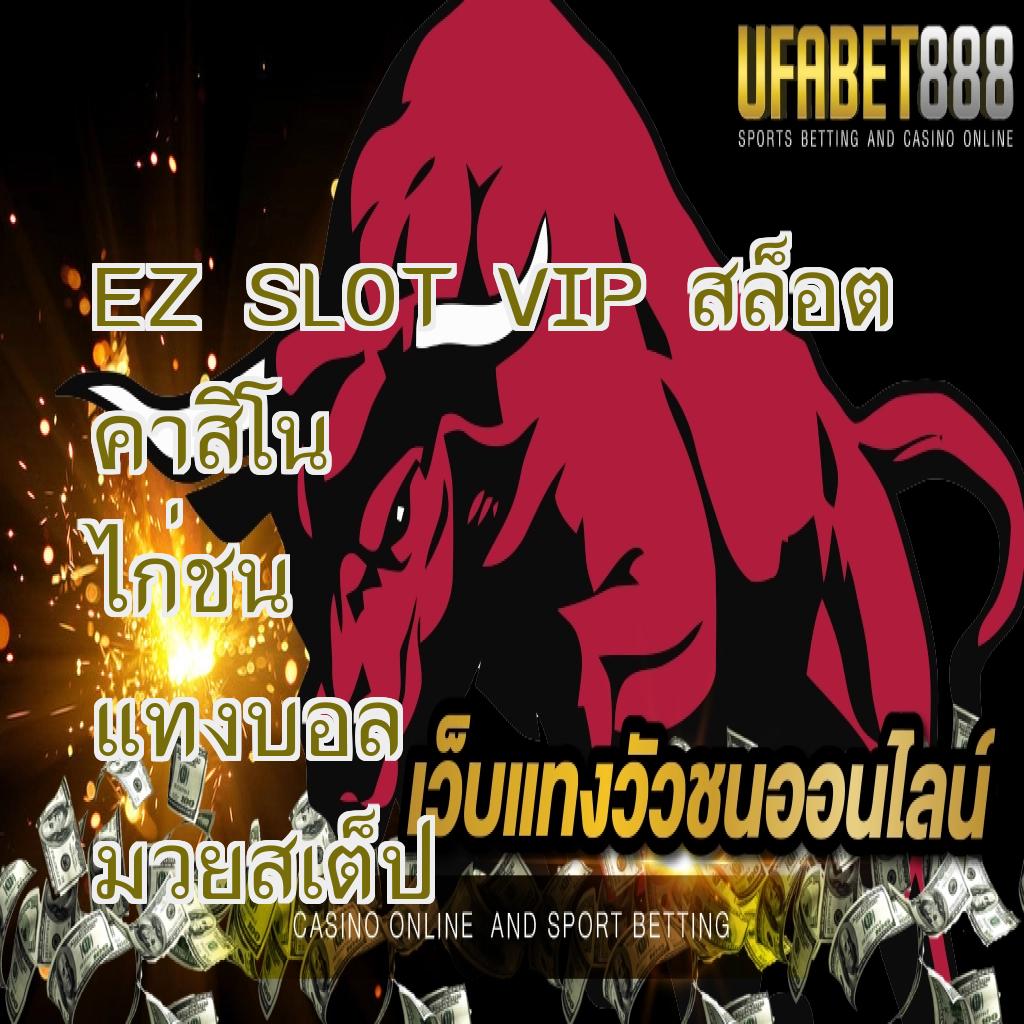 UFABET888
SPORTS BETTING AND CASINO ONLINE
EZ SLOT VIP สล็อต
คาสิโน
ไก่ชน
แทงบอล
มวยสเต็ป
เว็บแทงวัวชนออนไลน์
CASINO ONLINE AND SPORT BETTING